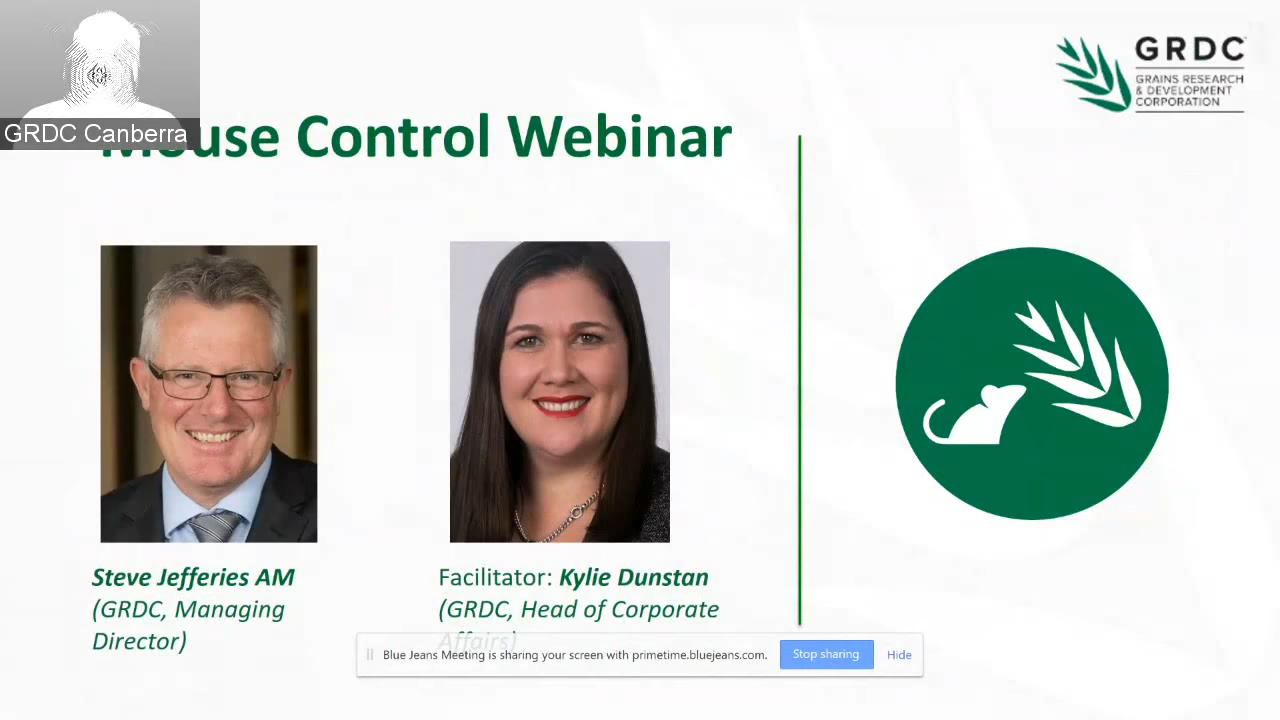 GRDC Canberra
Mouse Control Webinar
GRDC
GRAINS RESEARCH
& DEVELOPMENT
CORPORATION
Steve Jefferies AM
(GRDC, Managing
Director)
Facilitator: Kylie Dunstan
(GRDC, Head of Corporate
Affairs)
Blue Jeans Meeting is sharing your screen with primetime.bluejeans.com.
Stop sharing
Hide